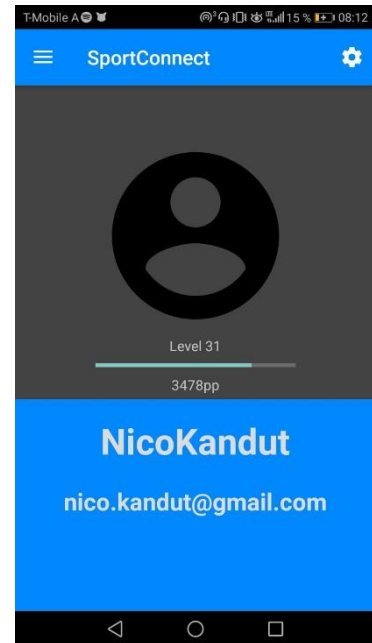 T-Mobile A
15 % 08:12
SportConnect
Level 31
3478pp
NicoKandut
nico.kandut@gmail.com